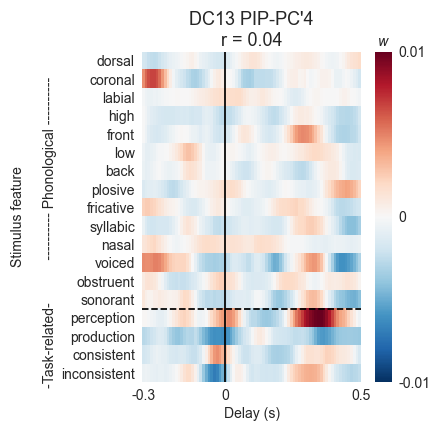 DC13 PIP-PC'4
r = 0.04
w
dorsal
coronal
labial
high
front
low
back
plosive
fricative
syllabic
nasal
voiced
obstruent
sonorant
perception
production
consistent
inconsistent
Stimulus feature
---------- Phonological ----------
-Task-related-
0.01
0
-0.01
-0.3
0
0.5
Delay (s)